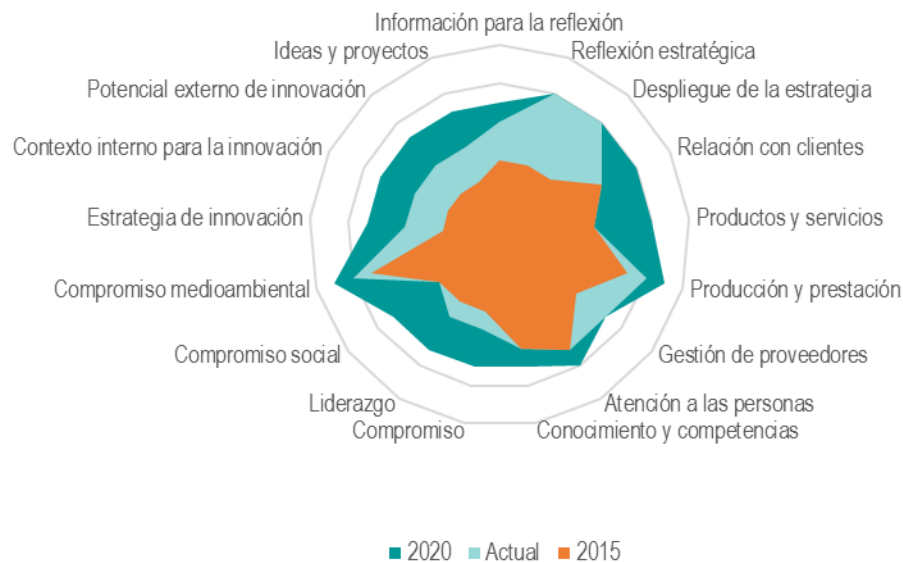 Información para la reflexión
Ideas y proyectos
Reflexión estratégica
Potencial externo de innovación
Despliegue de la estrategia
Contexto interno para la innovación
Relación con clientes
Estrategia de innovación
Productos y servicios
Compromiso medioambiental
Producción y prestación
Compromiso social
Gestión de proveedores
Liderazgo
Atención a las personas
Compromiso
Conocimiento y competencias
2020
Actual
2015